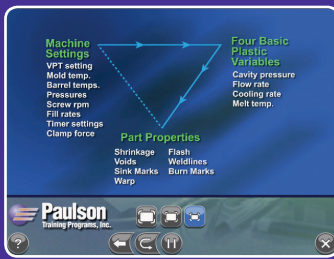 Machine
Settings
VPT setting
Mold temp.
Barrel temps.
Pressures
Screw rpm
Fill rates
Timer settings
Clamp force
Four Basic
Plastic
Variables
Cavity pressure
Flow rate
Cooling rate
Melt temp.
Part Properties
Shrinkage
Voids
Sink Marks
Warp
Flash
Weldlines
Burn Marks
Paulson
Training Programs, Inc.
?